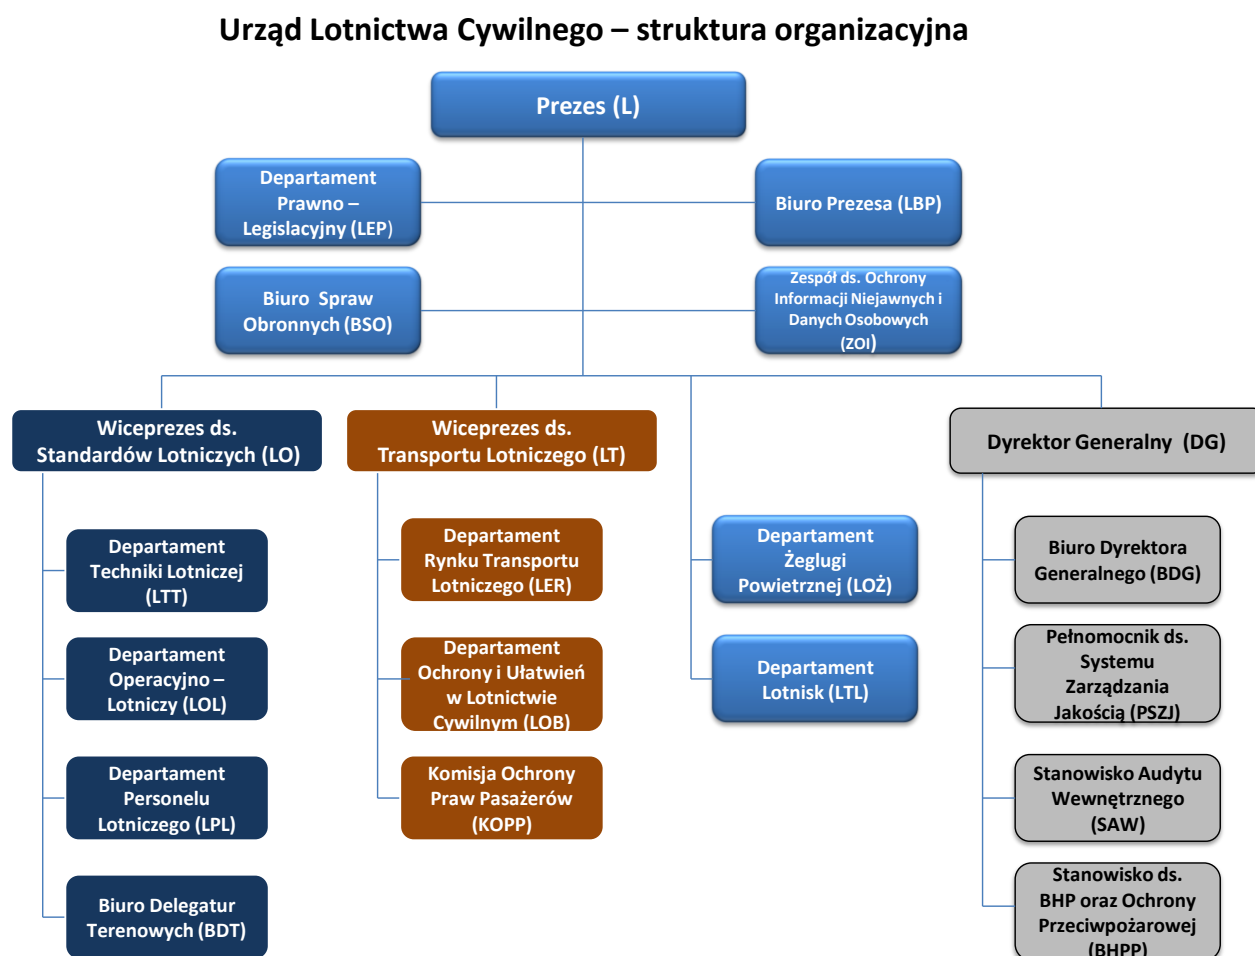 Urząd Lotnictwa Cywilnego – struktura organizacyjna
Prezes (L)
Departament
Prawno –
Legislacyjny (LEP)
Biuro Prezesa (LBP)
Biuro Spraw
Obronnych (BSO)
Zespół ds. Ochrony
Informacji Niejawnych i
Danych Osobowych
(ZOI)
Wiceprezes ds.
Standardów Lotniczych (LO)
Wiceprezes ds.
Transportu Lotniczego (LT)
Dyrektor Generalny (DG)
Departament
Techniki Lotniczej
(LTT)
Departament
Operacyjno –
Lotniczy (LOL)
Departament
Personelu
Lotniczego (LPL)
Biuro Delegatur
Terenowych (BDT)
Departament
Rynku Transportu
Lotniczego (LER)
Departament
Ochrony i Ułatwień
w Lotnictwie
Cywilnym (LOB)
Komisja Ochrony
Praw Pasażerów
(KOPP)
Departament
Żeglugi
Powietrznej (LOŻ)
Departament
Lotnisk (LTL)
Biuro Dyrektora
Generalnego (BDG)
Pełnomocnik ds.
Systemu
Zarządzania
Jakością (PSZJ)
Stanowisko Audytu
Wewnętrznego
(SAW)
Stanowisko ds.
BHP oraz Ochrony
Przeciwpożarowej
(BHPP)